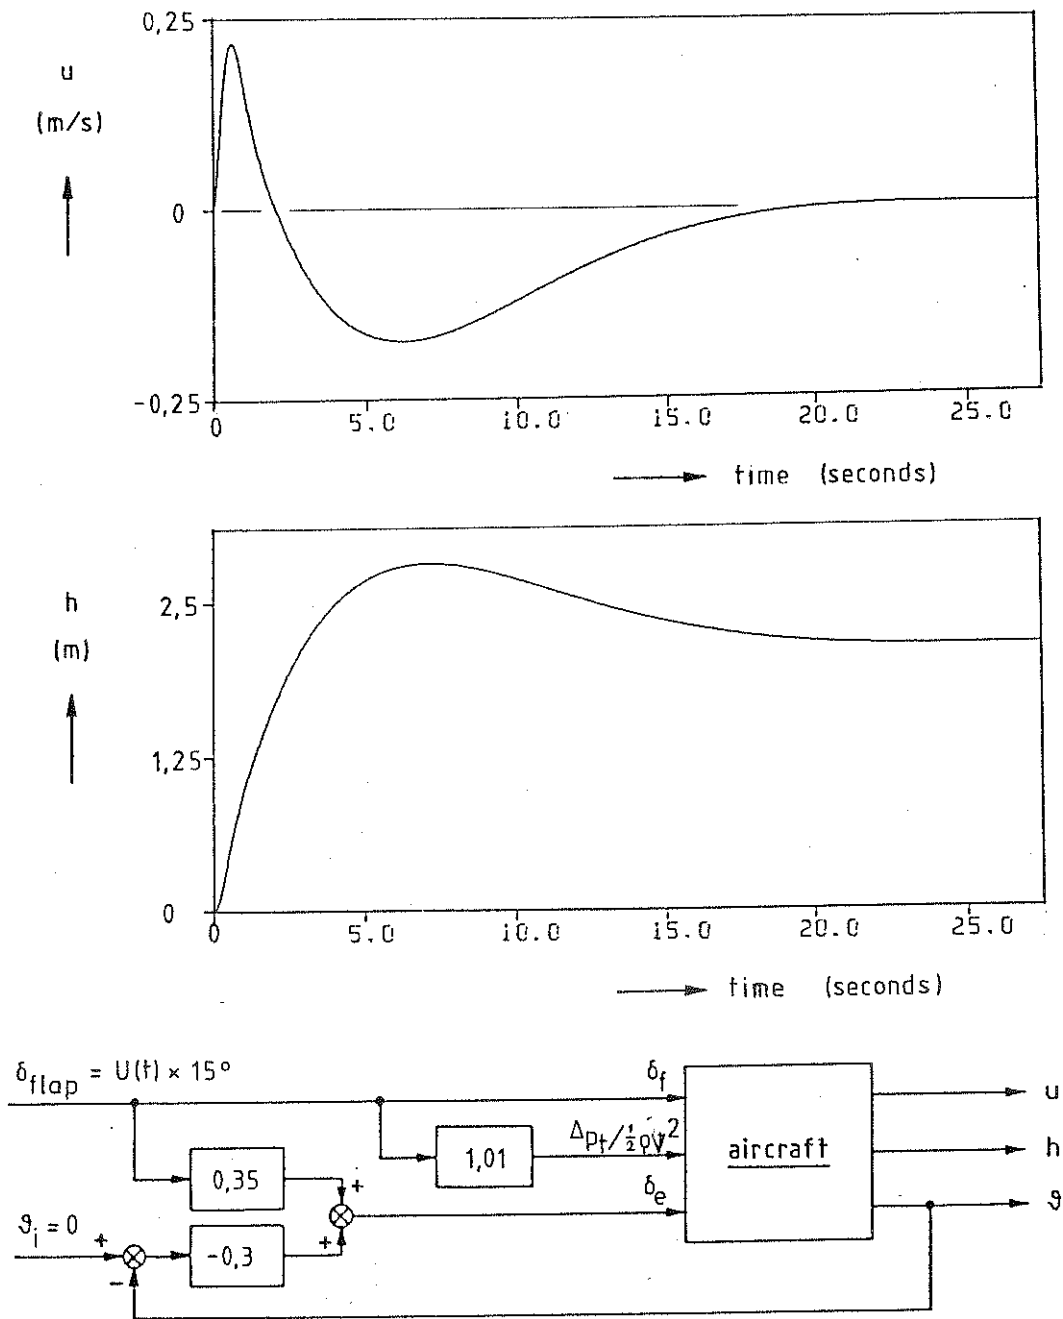 0,25
u
(m/s)
0
-0,25
0 5.0 10.0 15.0 20.0 25.0
time (seconds)
h
(m)
2,5
1,25
0
0 5.0 10.0 15.0 20.0 25.0
time (seconds)
δflap = U(t) × 15°
δf
u
Δpt/½ρV²
1,01
aircraft
h
0,35
+
δe
ϑi = 0
+
-0,3
+
ϑ
−